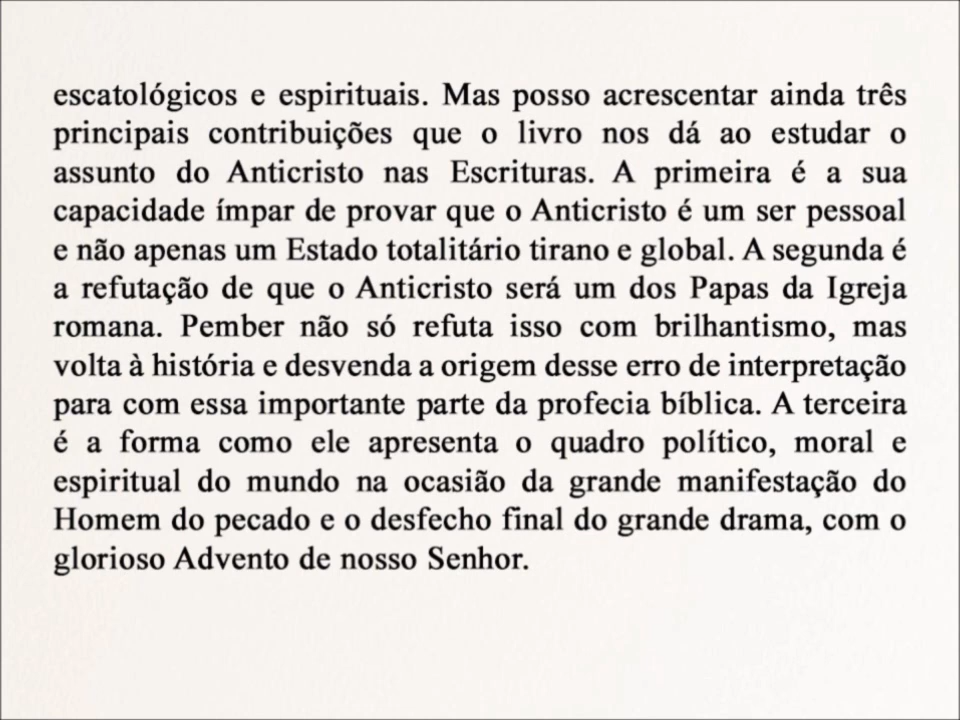 escatológicos e espirituais. Mas posso acrescentar ainda três
principais contribuições que o livro nos dá ao estudar o
assunto do Anticristo nas Escrituras. A primeira é a sua
capacidade ímpar de provar que o Anticristo é um ser pessoal
e não apenas um Estado totalitário tirano e global. A segunda é
a refutação de que o Anticristo será um dos Papas da Igreja
romana. Pember não só refuta isso com brilhantismo, mas
volta à história e desvenda a origem desse erro de interpretação
para com essa importante parte da profecia bíblica. A terceira
é a forma como ele apresenta o quadro político, moral e
espiritual do mundo na ocasião da grande manifestação do
Homem do pecado e o desfecho final do grande drama, com o
glorioso Advento de nosso Senhor.